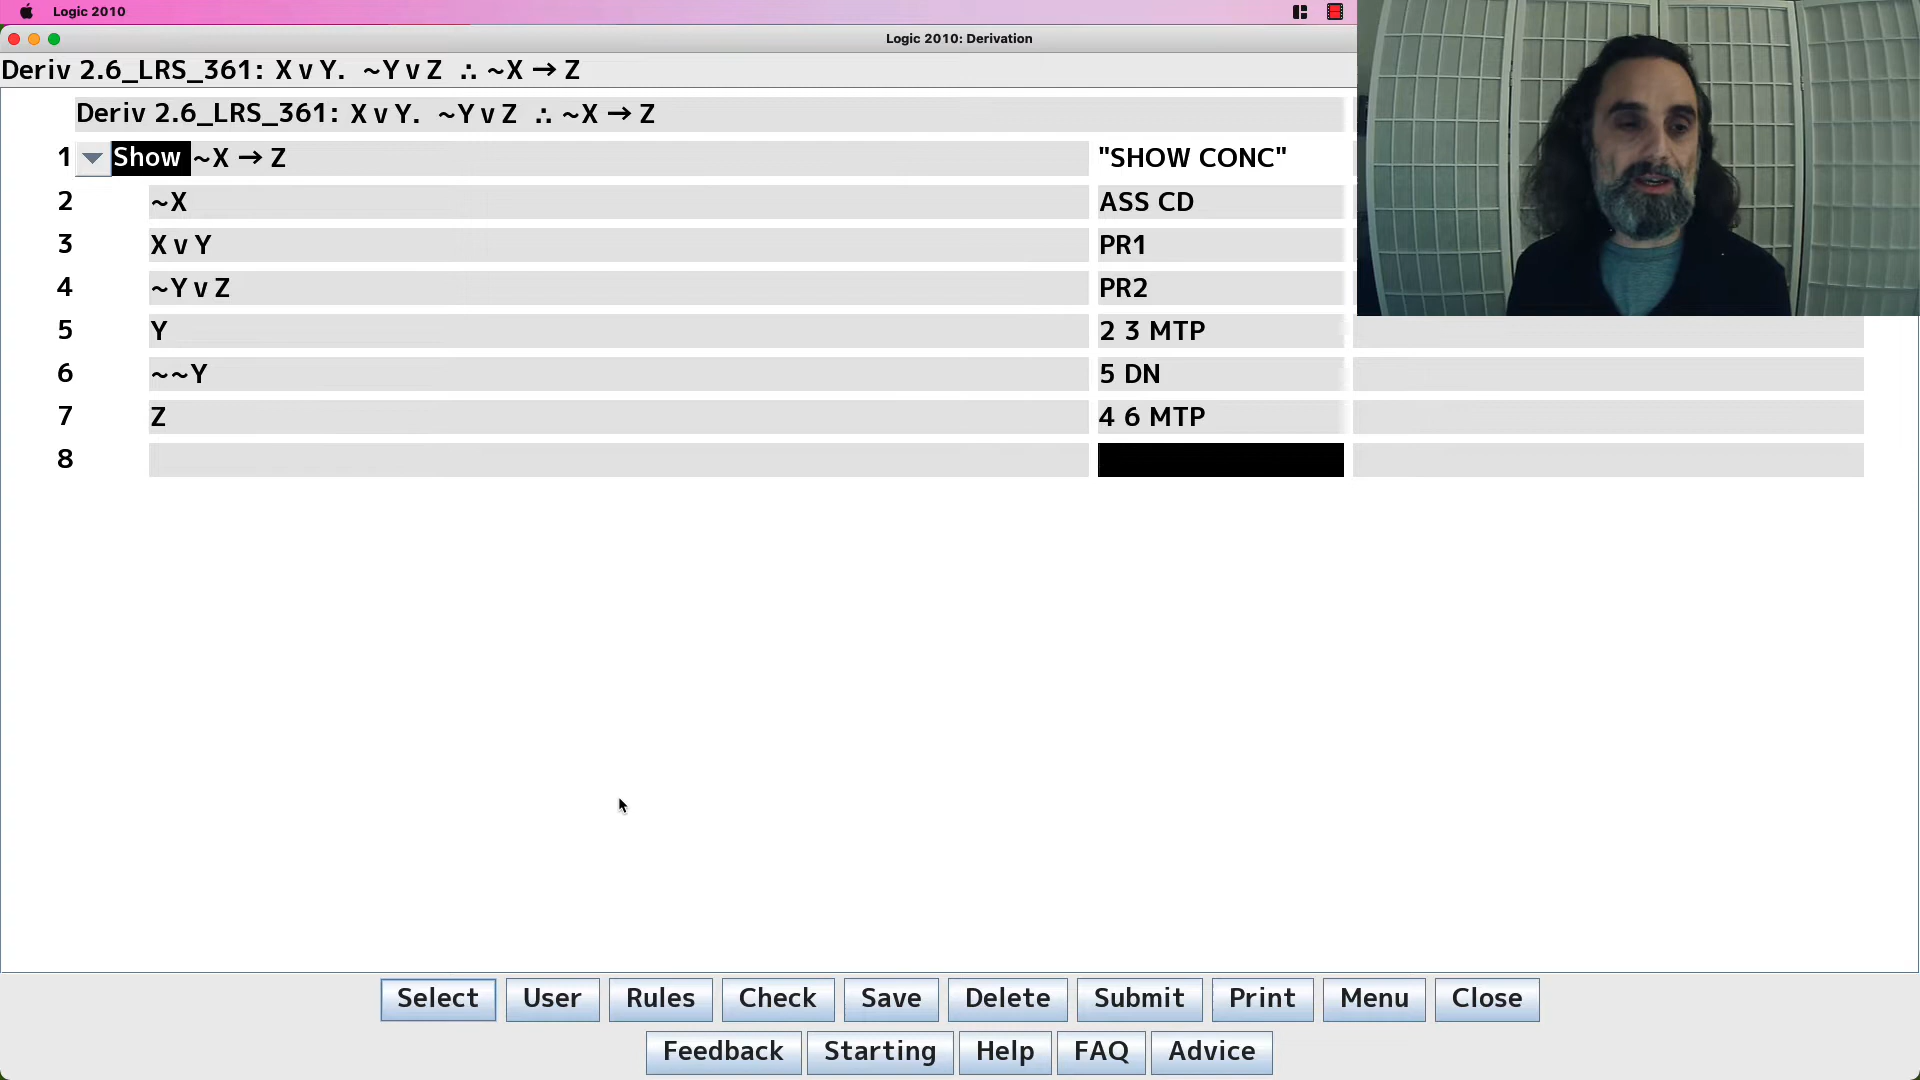 Logic 2010
Logic 2010: Derivation
Deriv 2.6_LRS_361: X v Y. ~Y v Z ∴ ~X → Z
Deriv 2.6_LRS_361: X v Y. ~Y v Z ∴ ~X → Z
1 Show ~X → Z "SHOW CONC"
2 ~X ASS CD
3 X v Y PR1
4 ~Y v Z PR2
5 Y 2 3 MTP
6 ~~Y 5 DN
7 Z 4 6 MTP
8
Select User Rules Check Save Delete Submit Print Menu Close
Feedback Starting Help FAQ Advice